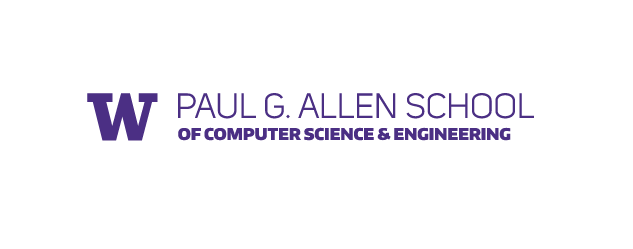 W
PAUL G. ALLEN SCHOOL
OF COMPUTER SCIENCE & ENGINEERING